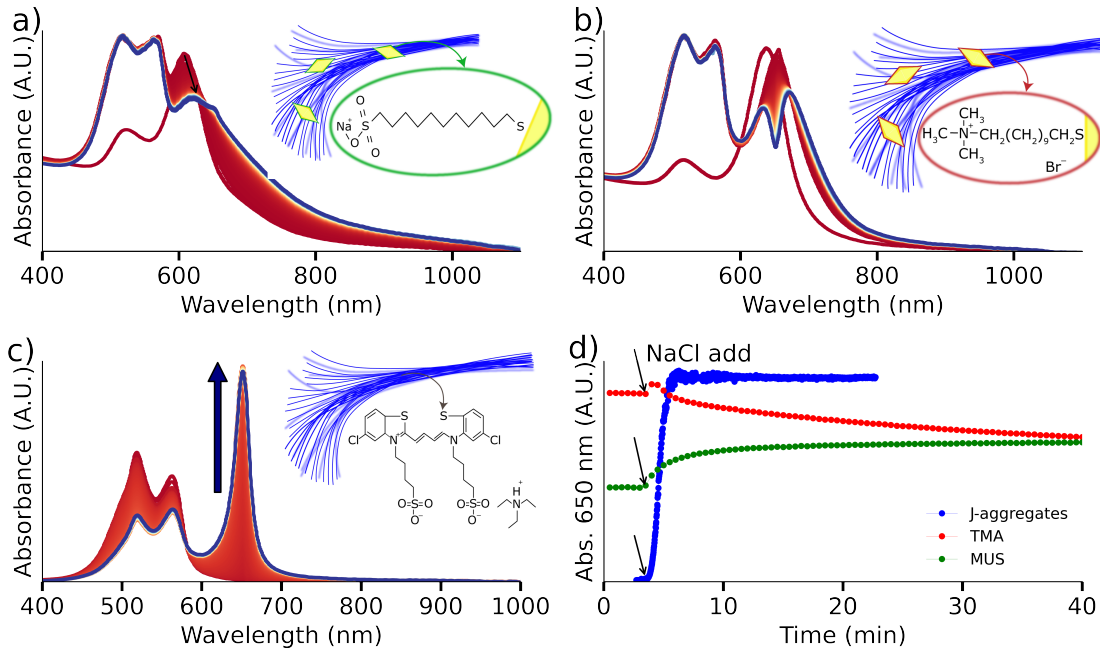 a)
Absorbance (A.U.)
400 600 800 1000
Wavelength (nm)
Na+
O
O
S
O
S
b)
Absorbance (A.U.)
400 600 800 1000
Wavelength (nm)
CH3
H3C N+ CH2(CH2)9CH2S
CH3
Br−
c)
Absorbance (A.U.)
400 500 600 700 800 900 1000
Wavelength (nm)
S S
Cl Cl
N+ N
O=S=O O=S=O
O− O−
H+
N
d)
Abs. 650 nm (A.U.)
NaCl add
J-aggregates
TMA
MUS
0 10 20 30 40
Time (min)